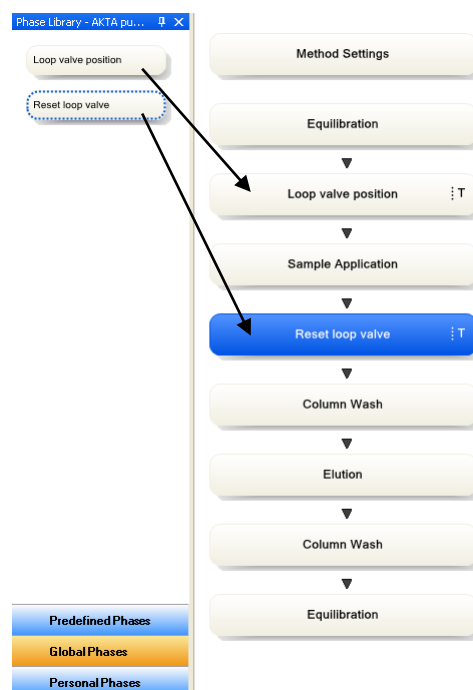 Phase Library - AKTA pu...
Loop valve position
Reset loop valve
Predefined Phases
Global Phases
Personal Phases
Method Settings
Equilibration
Loop valve position T
Sample Application
Reset loop valve T
Column Wash
Elution
Column Wash
Equilibration